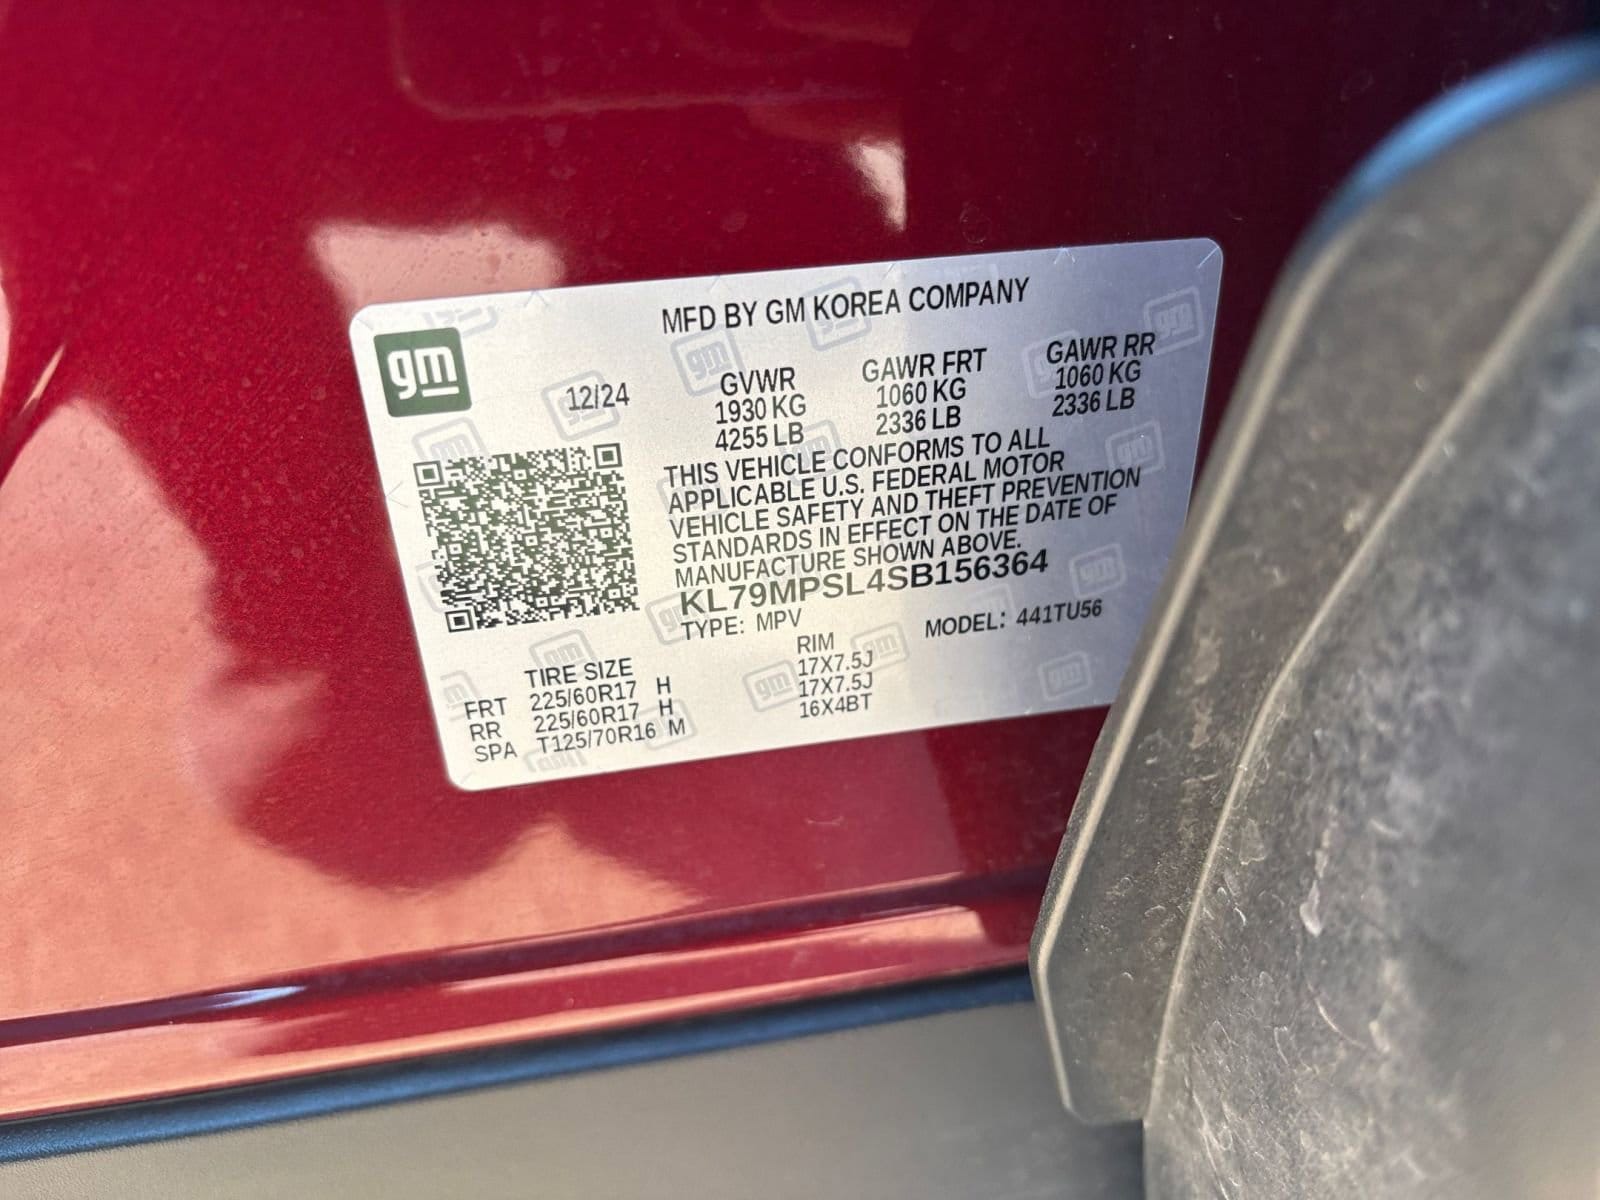 MFD BY GM KOREA COMPANY
gm
12/24
GVWR GAWR FRT GAWR RR
1930 KG 1060 KG 1060 KG
4255 LB 2336 LB 2336 LB
THIS VEHICLE CONFORMS TO ALL
APPLICABLE U.S. FEDERAL MOTOR
VEHICLE SAFETY AND THEFT PREVENTION
STANDARDS IN EFFECT ON THE DATE OF
MANUFACTURE SHOWN ABOVE.
KL79MPSL4SB156364
TYPE: MPV MODEL: 441TU56
TIRE SIZE RIM
FRT 225/60R17 H 17X7.5J
RR 225/60R17 H 17X7.5J
SPA T125/70R16 M 16X4BT